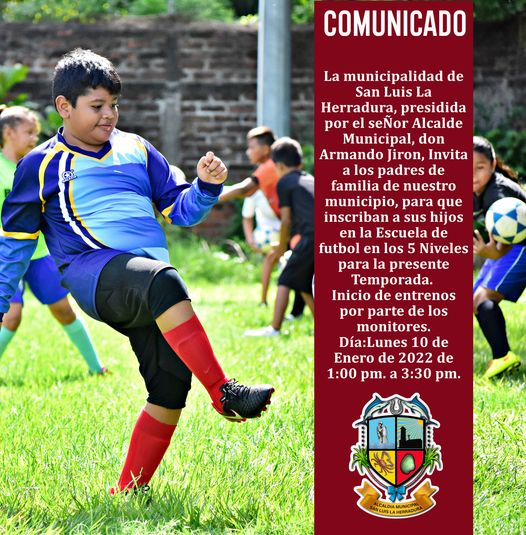 COMUNICADO
La municipalidad de
San Luis La
Herradura, presidida
por el seÑor Alcalde
Municipal, don
Armando Jiron, Invita
a los padres de
familia de nuestro
municipio, para que
inscriban a sus hijos
en la Escuela de
futbol en los 5 Niveles
para la presente
Temporada.
Inicio de entrenos
por parte de los
monitores.
Día:Lunes 10 de
Enero de 2022 de
1:00 pm. a 3:30 pm.
ALCALDIA MUNICIPAL
SAN LUIS LA HERRADURA